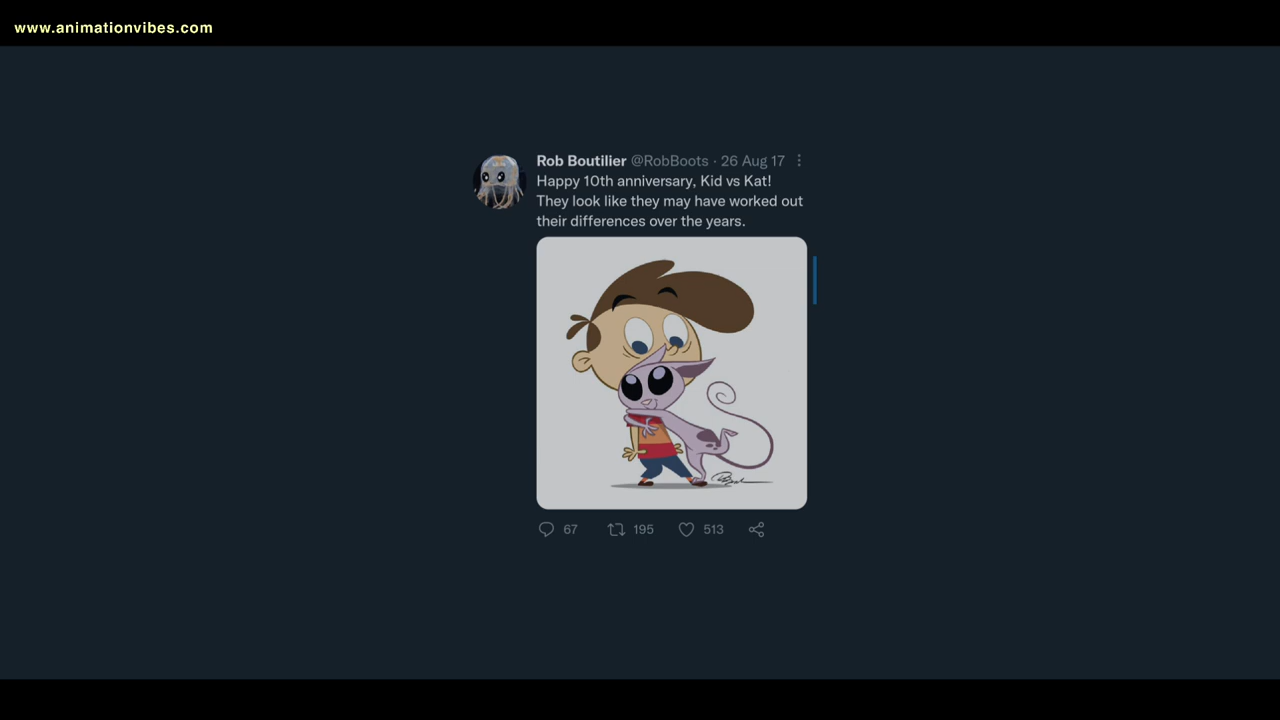 www.animationvibes.com
Rob Boutilier @RobBoots · 26 Aug 17
Happy 10th anniversary, Kid vs Kat!
They look like they may have worked out
their differences over the years.
67 195 513